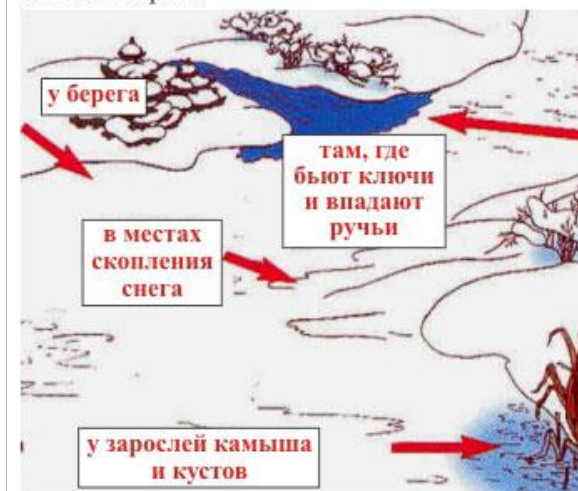 у берега
там, где
бьют ключи
и впадают
ручьи
в местах
скопления
снега
у зарослей камыша
и кустов